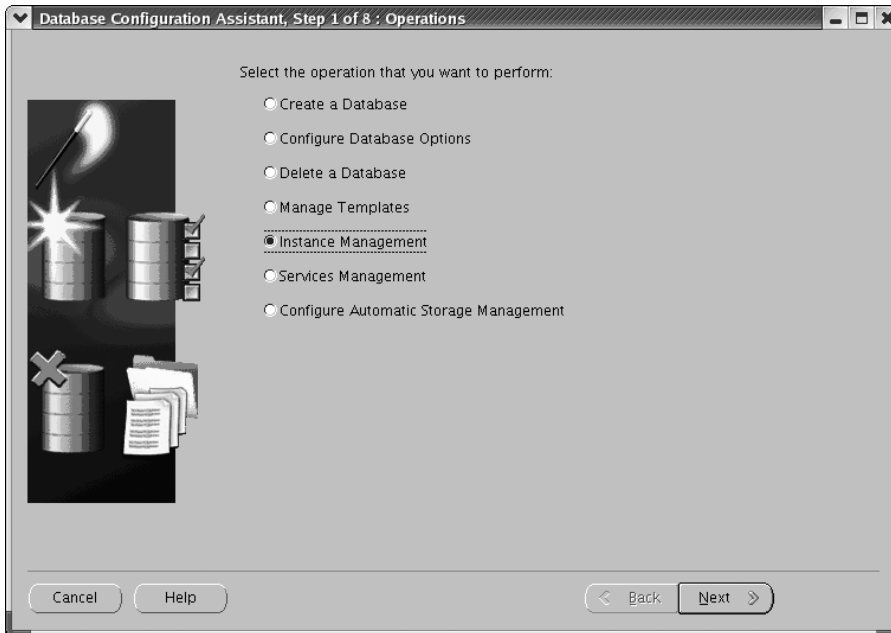 Database Configuration Assistant, Step 1 of 8 : Operations
Select the operation that you want to perform:
Create a Database
Configure Database Options
Delete a Database
Manage Templates
Instance Management
Services Management
Configure Automatic Storage Management
Cancel
Help
Back
Next